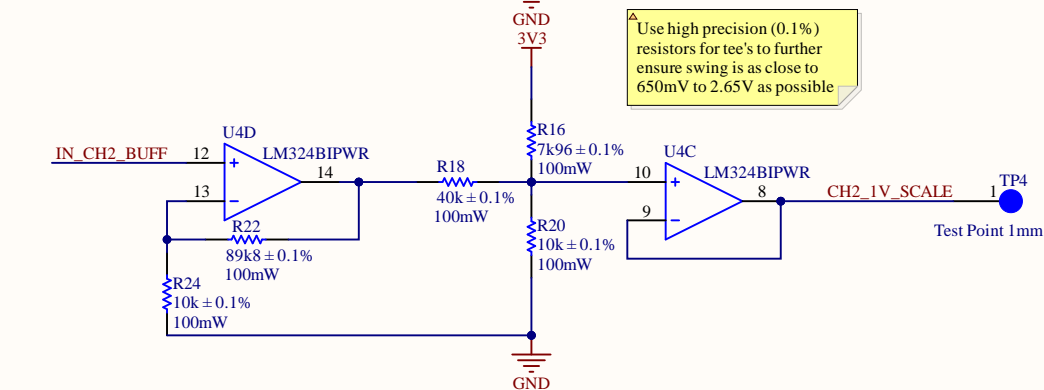 GND
3V3
Use high precision (0.1%)
resistors for tee's to further
ensure swing is as close to
650mV to 2.65V as possible
R16
7k96 ± 0.1%
100mW
U4D
LM324BIPWR
IN_CH2_BUFF
12
13
14
R18
40k ± 0.1%
100mW
U4C
LM324BIPWR
10
9
8
CH2_1V_SCALE
1
TP4
Test Point 1mm
R22
89k8 ± 0.1%
100mW
R20
10k ± 0.1%
100mW
R24
10k ± 0.1%
100mW
GND